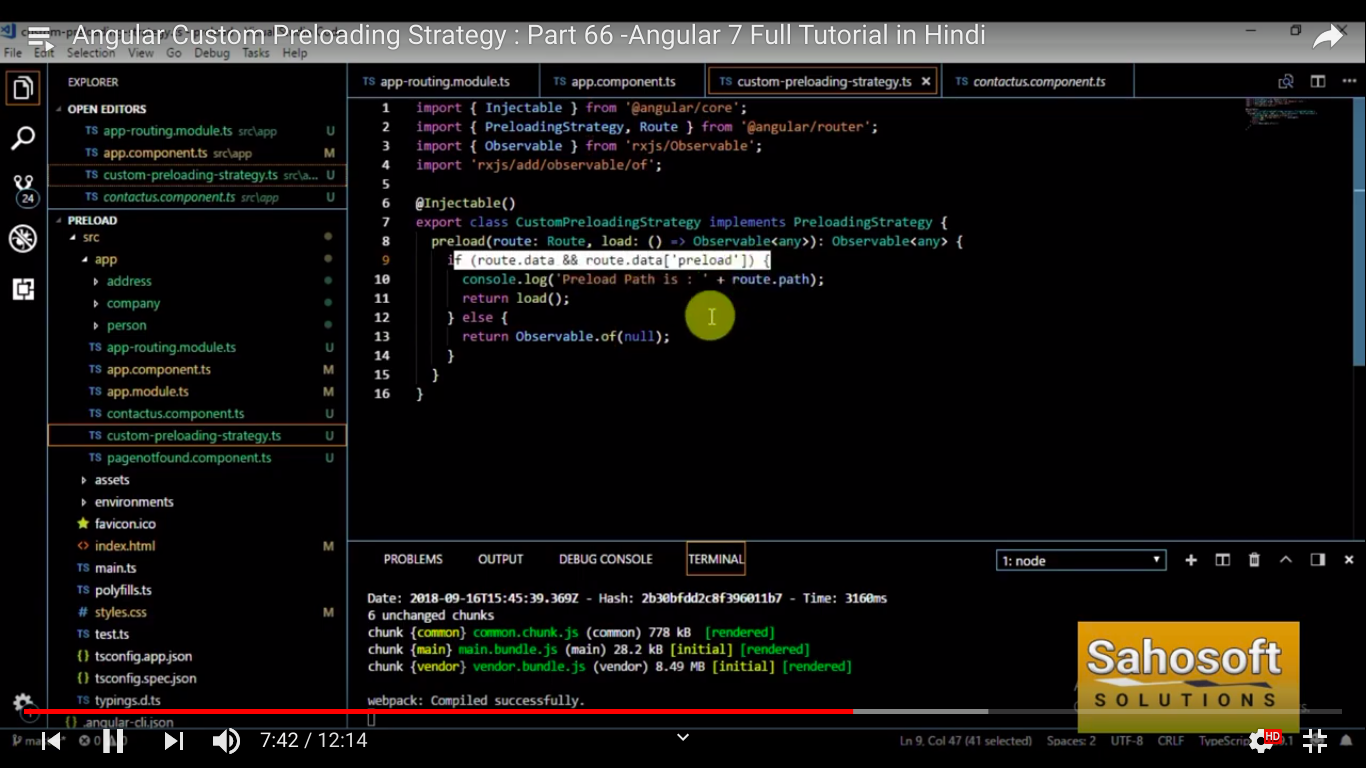 Angular Custom Preloading Strategy : Part 66 -Angular 7 Full Tutorial in Hindi
File Edit Selection View Go Debug Tasks Help
EXPLORER
OPEN EDITORS
TS app-routing.module.ts src\app U
TS app.component.ts src\app M
TS custom-preloading-strategy.ts src\a... U
TS contactus.component.ts src\app U
24
PRELOAD
src
app
address
company
person
TS app-routing.module.ts U
TS app.component.ts M
TS app.module.ts M
TS contactus.component.ts U
TS custom-preloading-strategy.ts U
TS pagenotfound.component.ts U
assets
environments
favicon.ico
<> index.html M
TS main.ts
TS polyfills.ts
# styles.css M
TS test.ts
{} tsconfig.app.json
{} tsconfig.spec.json
TS typings.d.ts
{} .angular-cli.json
TS app-routing.module.ts TS app.component.ts TS custom-preloading-strategy.ts × TS contactus.component.ts
1 import { Injectable } from '@angular/core';
2 import { PreloadingStrategy, Route } from '@angular/router';
3 import { Observable } from 'rxjs/Observable';
4 import 'rxjs/add/observable/of';
5
6 @Injectable()
7 export class CustomPreloadingStrategy implements PreloadingStrategy {
8 preload(route: Route, load: () => Observable<any>): Observable<any> {
9 if (route.data && route.data['preload']) {
10 console.log('Preload Path is : ' + route.path);
11 return load();
12 } else {
13 return Observable.of(null);
14 }
15 }
16 }
PROBLEMS OUTPUT DEBUG CONSOLE TERMINAL 1: node
Date: 2018-09-16T15:45:39.369Z - Hash: 2b30bfdd2c8f396011b7 - Time: 3160ms
6 unchanged chunks
chunk {common} common.chunk.js (common) 778 kB [rendered]
chunk {main} main.bundle.js (main) 28.2 kB [initial] [rendered]
chunk {vendor} vendor.bundle.js (vendor) 8.49 MB [initial] [rendered]
webpack: Compiled successfully.
Sahosoft
SOLUTIONS
7:42 / 12:14
Ln 9, Col 47 (41 selected) Spaces: 2 UTF-8 CRLF
HD